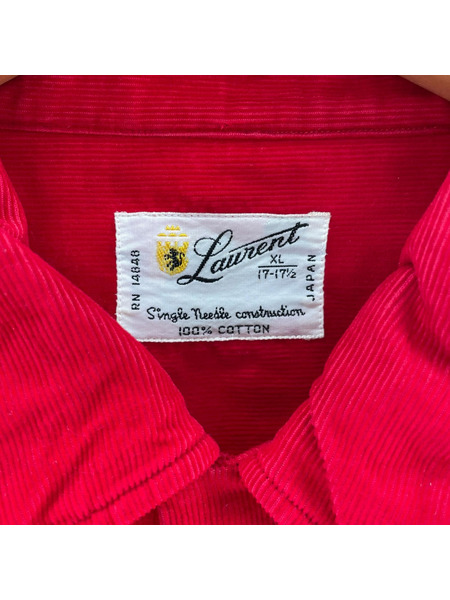 Laurent
RN 14848
XL
17-17½
JAPAN
Single Needle construction
100% COTTON